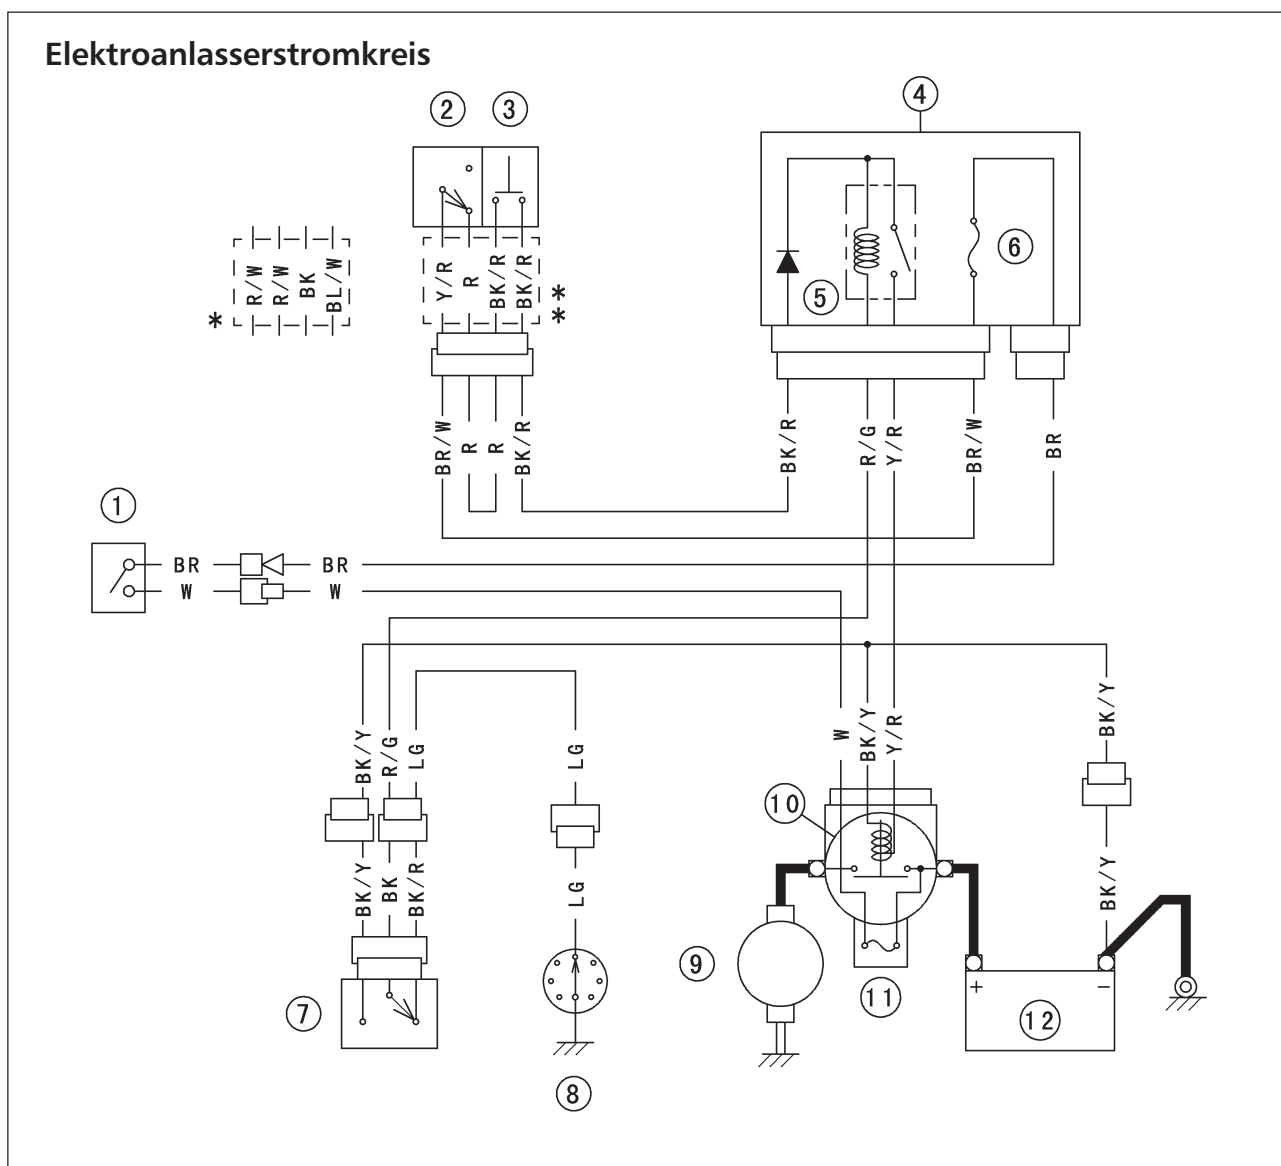 Elektroanlasserstromkreis
2
3
4
R/W
R/W
BK
BL/W
*
Y/R
R
BK/R
BK/R
*
*
5
6
BR/W
R
R
BK/R
BK/R
R/G
Y/R
BR/W
BR
1
BR
BR
W
W
BK/Y
R/G
LG
LG
W
BK/Y
Y/R
BK/Y
10
BK/Y
BK
BK/R
LG
BK/Y
9
11
+
−
12
7
8